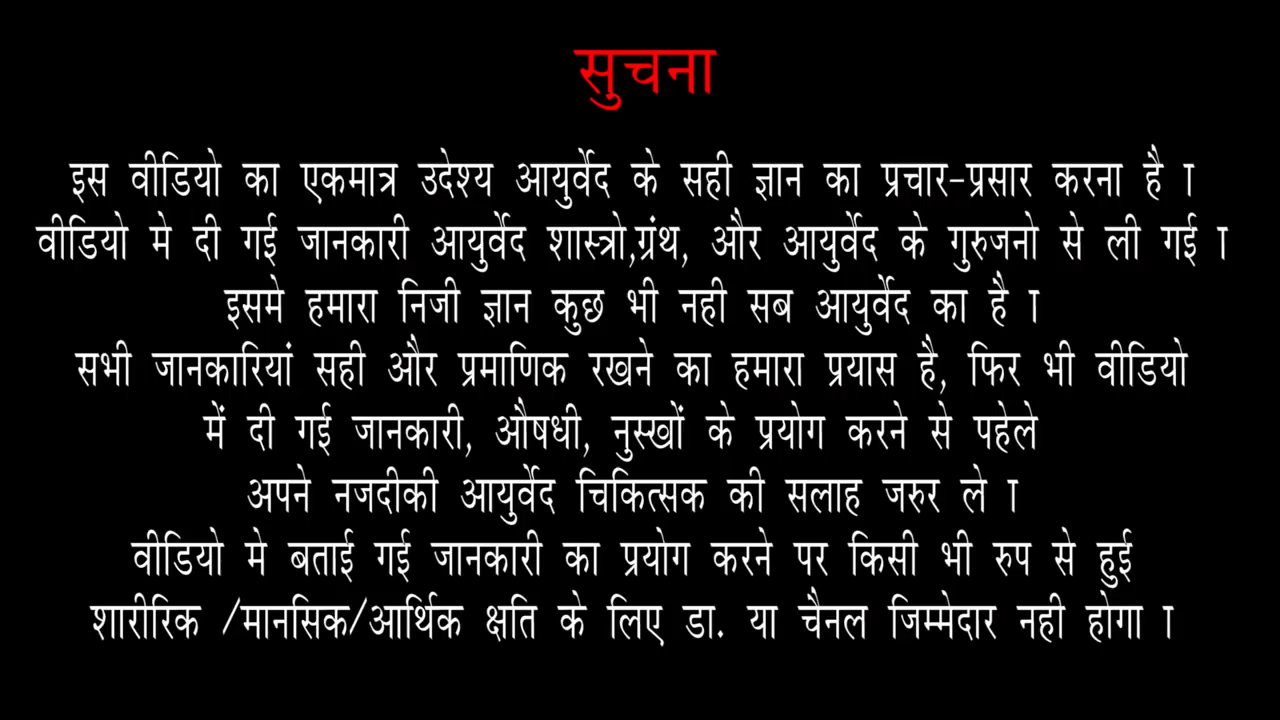 सुचना
इस वीडियो का एकमात्र उदेश्य आयुर्वेद के सही ज्ञान का प्रचार-प्रसार करना है ।
वीडियो मे दी गई जानकारी आयुर्वेद शास्त्रो,ग्रंथ, और आयुर्वेद के गुरुजनो से ली गई ।
इसमे हमारा निजी ज्ञान कुछ भी नही सब आयुर्वेद का है ।
सभी जानकारियां सही और प्रमाणिक रखने का हमारा प्रयास है, फिर भी वीडियो
में दी गई जानकारी, औषधी, नुस्खों के प्रयोग करने से पहेले
अपने नजदीकी आयुर्वेद चिकित्सक की सलाह जरुर ले ।
वीडियो मे बताई गई जानकारी का प्रयोग करने पर किसी भी रुप से हुई
शारीरिक /मानसिक/आर्थिक क्षति के लिए डा. या चैनल जिम्मेदार नही होगा ।